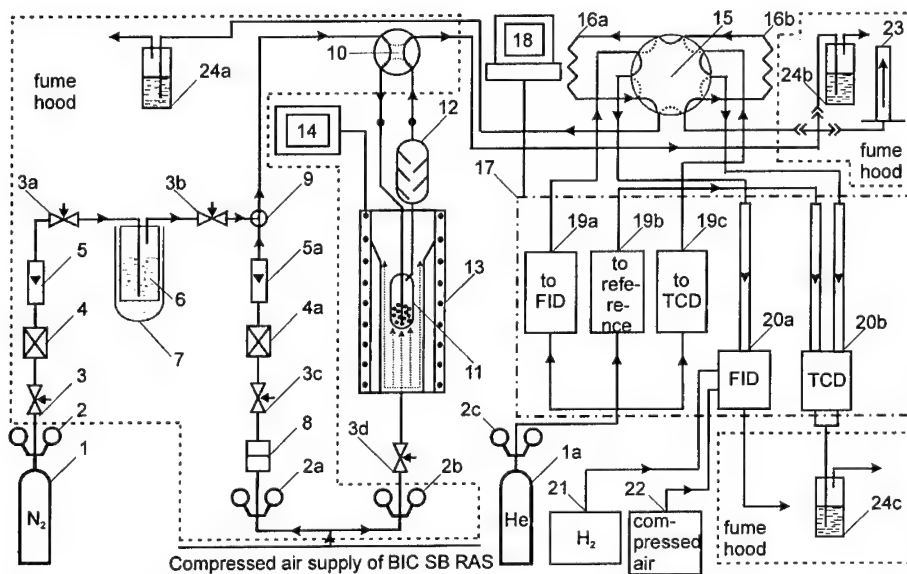 16a
15
16b
23
10
18
24b
fume
hood
24a
12
14
fume
hood
3a
3b
9
17
19a
19b
19c
5
5a
13
to
FID
to
refe-
re-
nce
to
TCD
6
4
4a
7
11
20a
20b
3
3c
FID
TCD
2
2c
8
3d
1
2a
2b
1a
21
22
24c
N2
He
H2
com-
pressed
air
fume
hood
Compressed air supply of BIC SB RAS